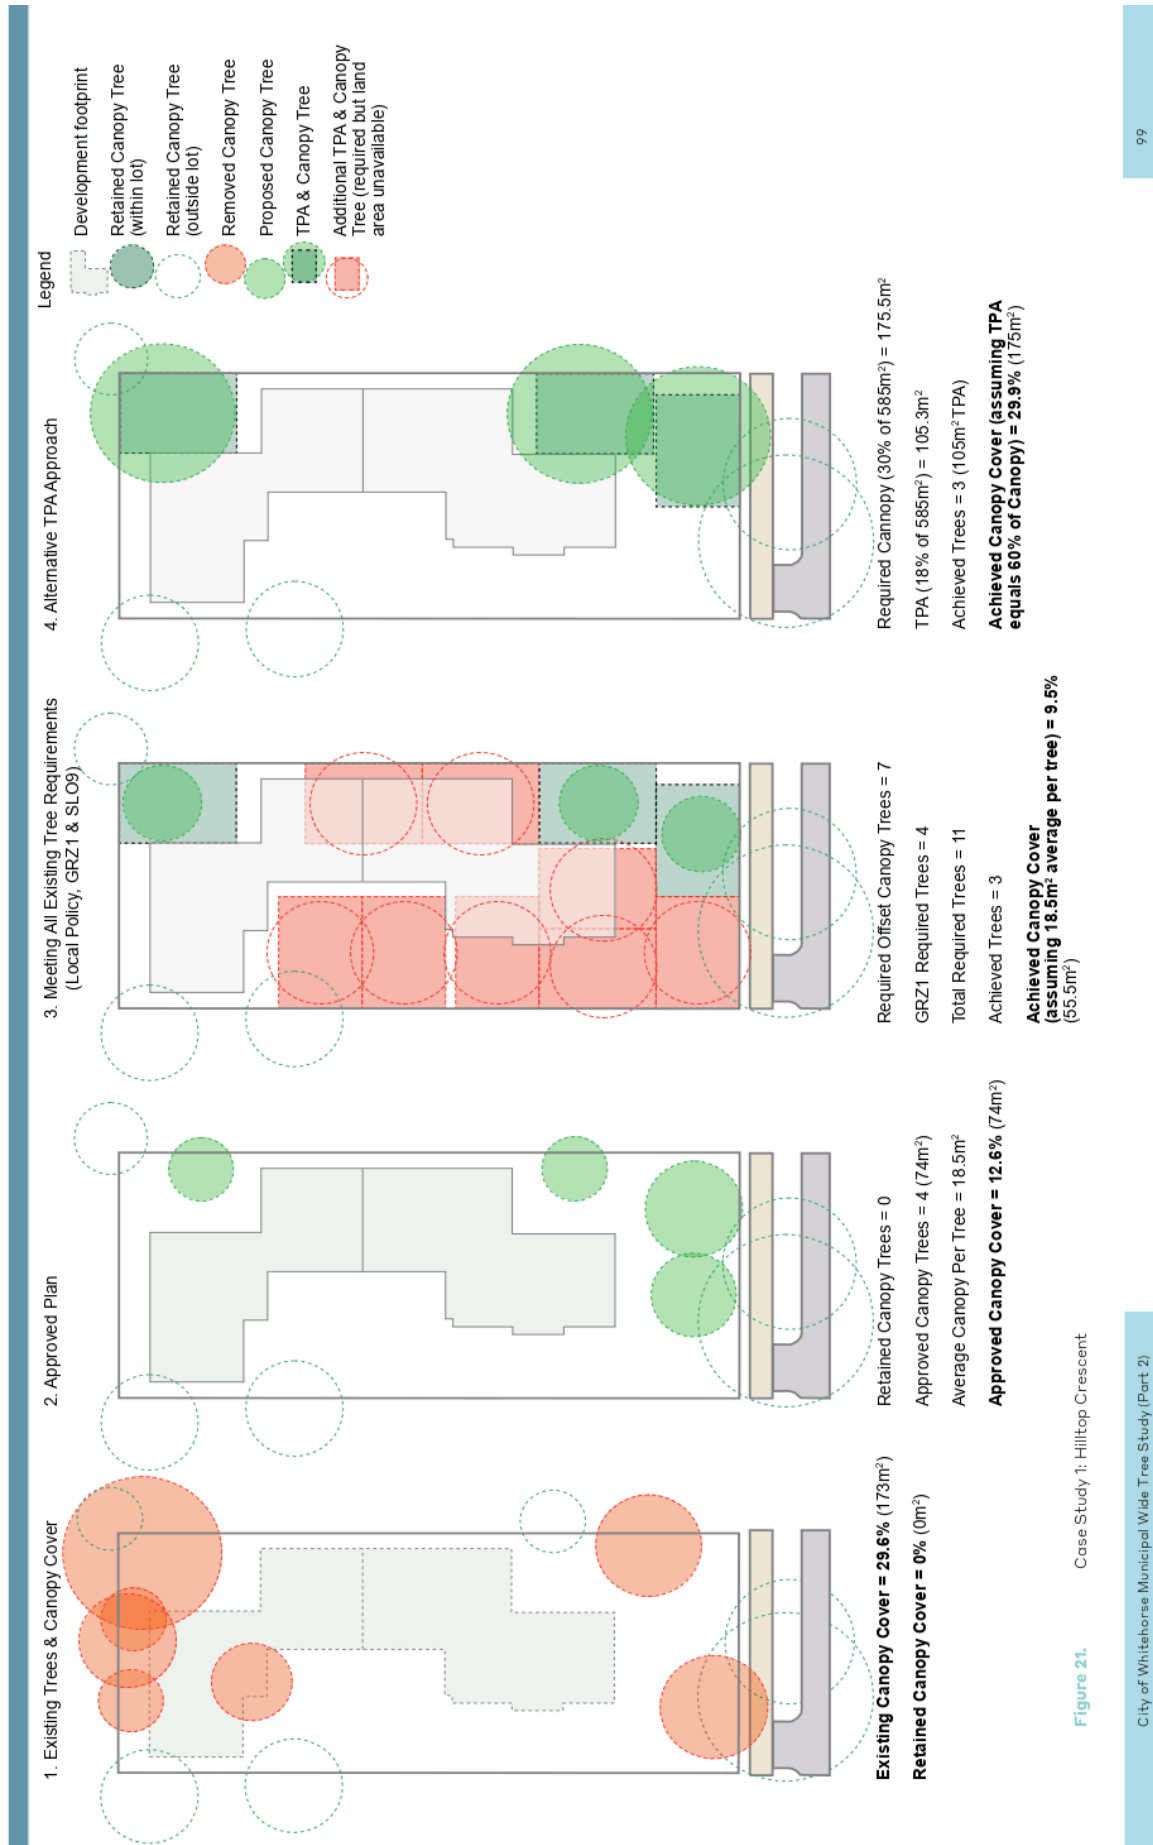 1. Existing Trees & Canopy Cover
Existing Canopy Cover = 29.6% (173m²)
Retained Canopy Cover = 0% (0m²)
2. Approved Plan
Retained Canopy Trees = 0
Approved Canopy Trees = 4 (74m²)
Average Canopy Per Tree = 18.5m²
Approved Canopy Cover = 12.6% (74m²)
3. Meeting All Existing Tree Requirements
(Local Policy, GRZ1 & SLO9)
Required Offset Canopy Trees = 7
GRZ1 Required Trees = 4
Total Required Trees = 11
Achieved Trees = 3
Achieved Canopy Cover
(assuming 18.5m² average per tree) = 9.5%
(55.5m²)
4. Alternative TPA Approach
Required Cannopy (30% of 585m²) = 175.5m²
TPA (18% of 585m²) = 105.3m²
Achieved Trees = 3 (105m² TPA)
Achieved Canopy Cover (assuming TPA
equals 60% of Canopy) = 29.9% (175m²)
Legend
Development footprint
Retained Canopy Tree
(within lot)
Retained Canopy Tree
(outside lot)
Removed Canopy Tree
Proposed Canopy Tree
TPA & Canopy Tree
Additional TPA & Canopy
Tree (required but land
area unavailable)
Figure 21. Case Study 1: Hilltop Crescent
City of Whitehorse Municipal Wide Tree Study (Part 2)
99